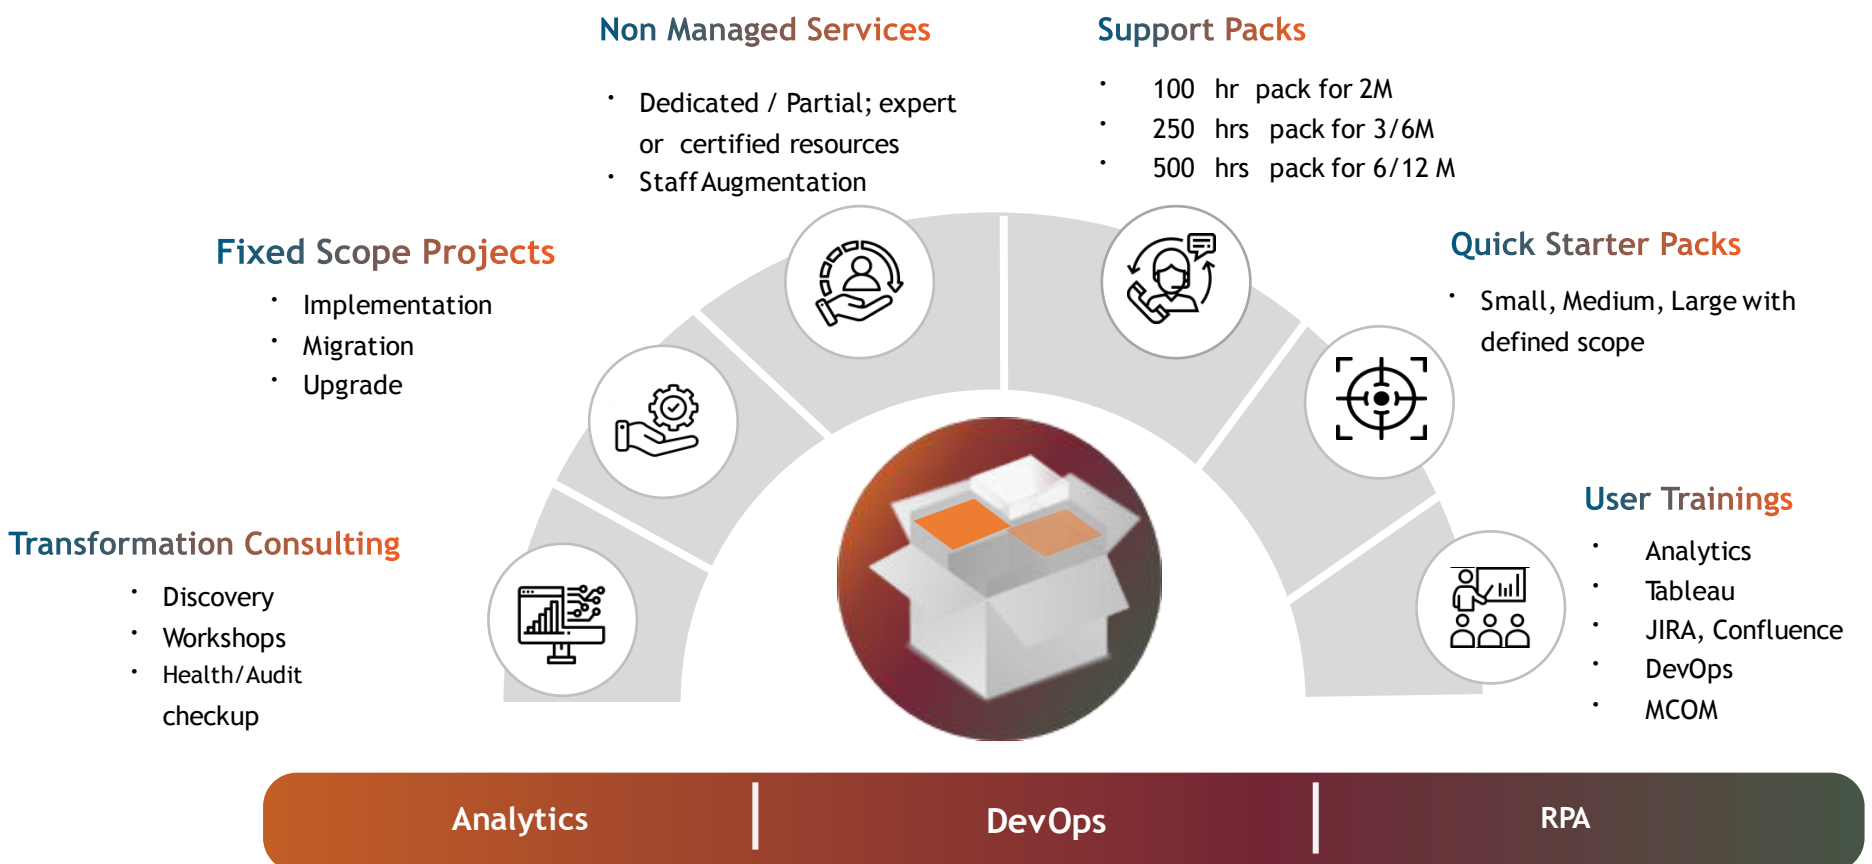 Non Managed Services
· Dedicated / Partial; expert
or certified resources
· Staff Augmentation
Support Packs
· 100 hr pack for 2M
· 250 hrs pack for 3/6M
· 500 hrs pack for 6/12 M
Fixed Scope Projects
· Implementation
· Migration
· Upgrade
Quick Starter Packs
· Small, Medium, Large with
defined scope
Transformation Consulting
· Discovery
· Workshops
· Health/Audit
checkup
User Trainings
· Analytics
· Tableau
· JIRA, Confluence
· DevOps
· MCOM
Analytics
DevOps
RPA